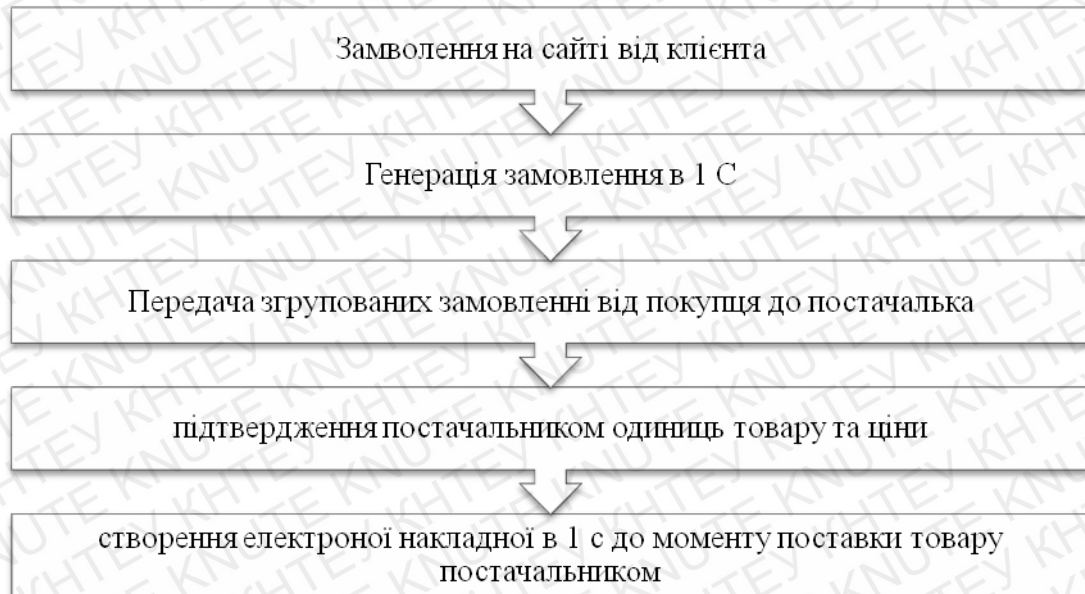 Замволення на сайті від клієнта
Генерація замовлення в 1 С
Передача згрупованих замовленні від покупця до постачалька
підтвердження постачальником одиниць товару та ціни
створення електроної накладної в 1 с до моменту поставки товару
постачальником